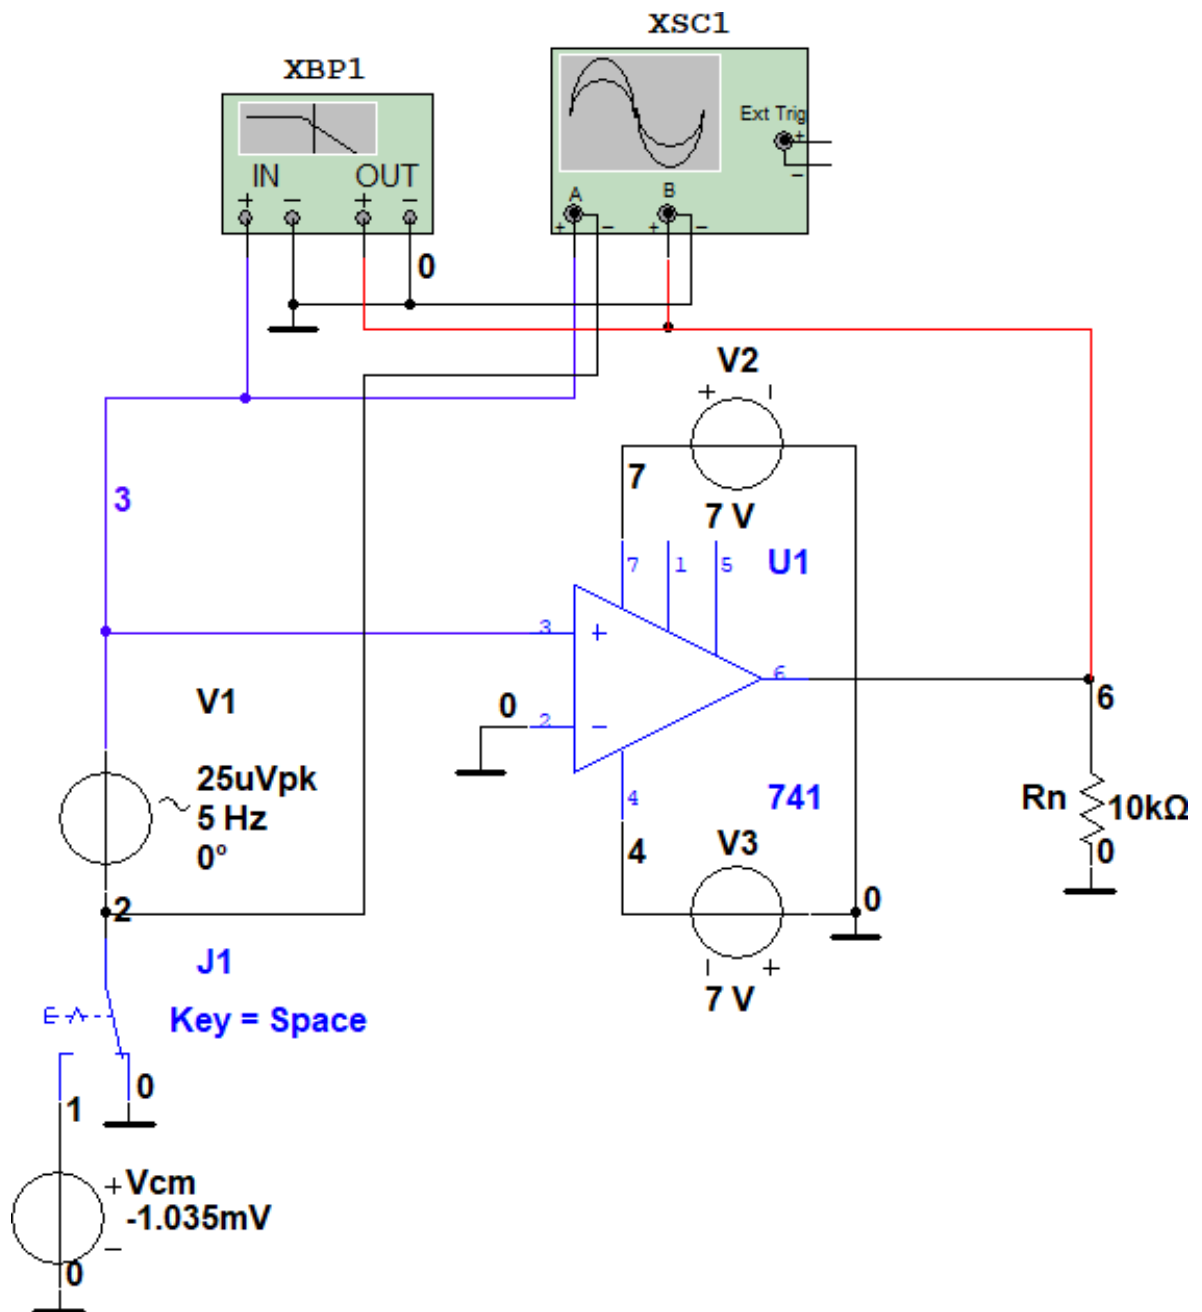 XSC1
XBP1
Ext Trig
+
−
IN OUT
+ − + −
A B
+ − + −
0
V2
+ −
3
7
7 V
7 1 5 U1
3 +
V1
0 2 −
6
6
25uVpk
5 Hz
0°
4 741
Rn 10kΩ
4 V3
0
2
0
J1
− +
7 V
Key = Space
0
1
+ Vcm
-1.035mV
−
0